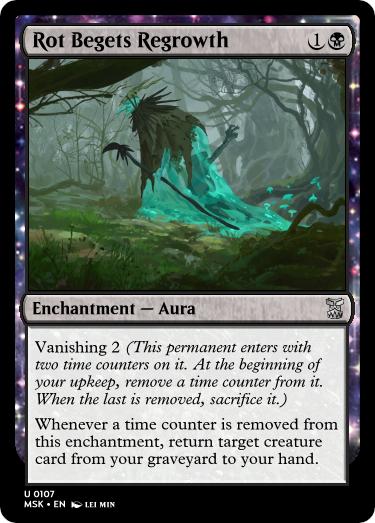 Rot Begets Regrowth 1
Enchantment — Aura
Vanishing 2 (This permanent enters with
two time counters on it. At the beginning of
your upkeep, remove a time counter from it.
When the last is removed, sacrifice it.)
Whenever a time counter is removed from
this enchantment, return target creature
card from your graveyard to your hand.
U 0107
MSK • EN LEI MIN